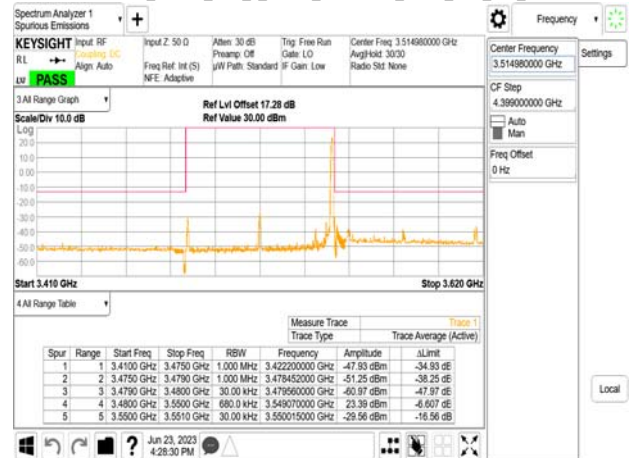 Spectrum Analyzer 1
Spurious Emissions
+
Frequency
KEYSIGHT
RL
PASS
Input: RF
Coupling: DC
Align: Auto
Input Z: 50 Ω
Freq Ref: Int (S)
NFE: Adaptive
Atten: 30 dB
Preamp: Off
µW Path: Standard
Trig: Free Run
Gate: LO
IF Gain: Low
Center Freq: 3.514980000 GHz
Avg|Hold: 30/30
Radio Std: None
Center Frequency
3.514980000 GHz
Settings
CF Step
4.399000000 GHz
Auto
Man
Freq Offset
0 Hz
Local
3 All Range Graph
Scale/Div 10.0 dB
Ref Lvl Offset 17.28 dB
Ref Value 30.00 dBm
Log
20.0
10.0
0.00
-10.0
-20.0
-30.0
-40.0
-50.0
-60.0
Start 3.410 GHz
Stop 3.620 GHz
4 All Range Table
Measure Trace Trace 1
Trace Type Trace Average (Active)
Spur Range Start Freq Stop Freq RBW Frequency Amplitude ΔLimit
1 1 3.4100 GHz 3.4750 GHz 1.000 MHz 3.422200000 GHz -47.93 dBm -34.93 dB
2 2 3.4750 GHz 3.4790 GHz 1.000 MHz 3.478452000 GHz -51.25 dBm -38.25 dB
3 3 3.4790 GHz 3.4800 GHz 30.00 kHz 3.479560000 GHz -60.97 dBm -47.97 dB
4 4 3.4800 GHz 3.5500 GHz 680.0 kHz 3.549070000 GHz 23.39 dBm -6.607 dB
5 5 3.5500 GHz 3.5510 GHz 30.00 kHz 3.550015000 GHz -29.56 dBm -16.56 dB
?
Jun 23, 2023
4:28:30 PM